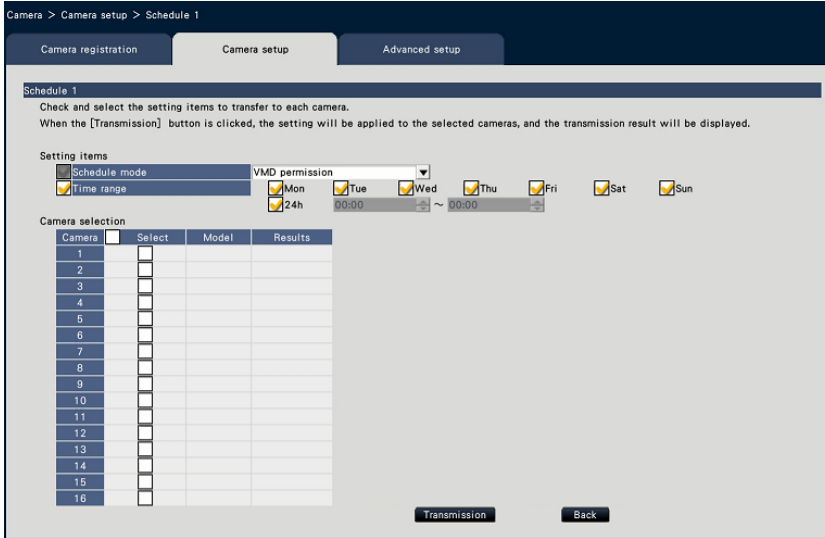 Camera > Camera setup > Schedule 1
Camera registration Camera setup Advanced setup
Schedule 1
Check and select the setting items to transfer to each camera.
When the [Transmission] button is clicked, the setting will be applied to the selected cameras, and the transmission result will be displayed.
Setting items
Schedule mode VMD permission
Time range Mon Tue Wed Thu Fri Sat Sun
24h 00:00 ~ 00:00
Camera selection
Camera Select Model Results
1
2
3
4
5
6
7
8
9
10
11
12
13
14
15
16
Transmission Back